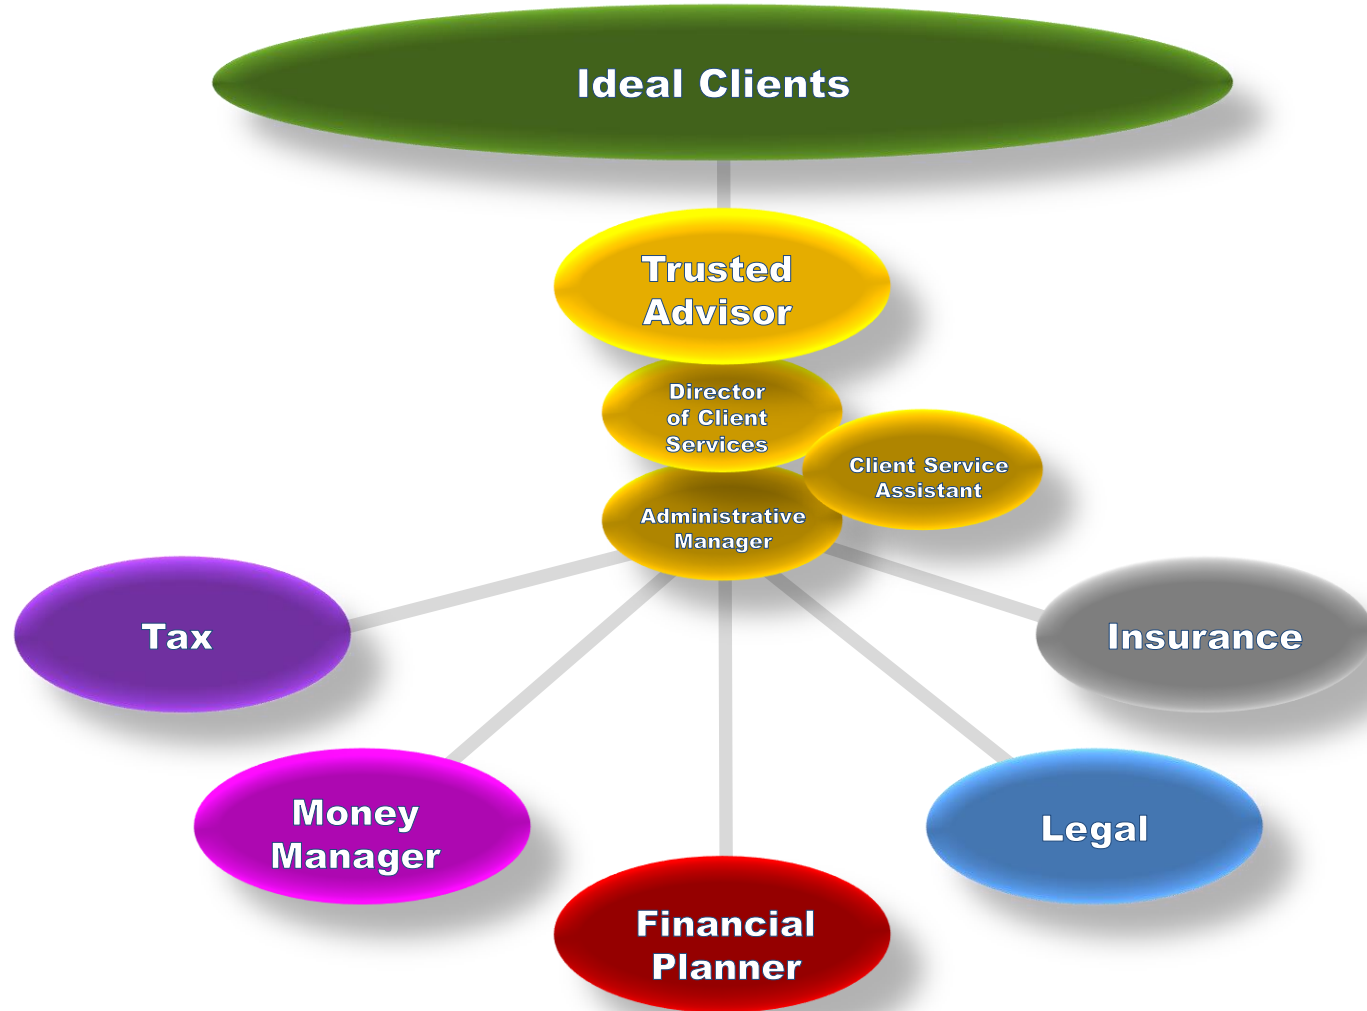 Ideal Clients
Trusted
Advisor
Director
of Client
Services
Client Service
Assistant
Administrative
Manager
Tax
Insurance
Money
Manager
Legal
Financial
Planner